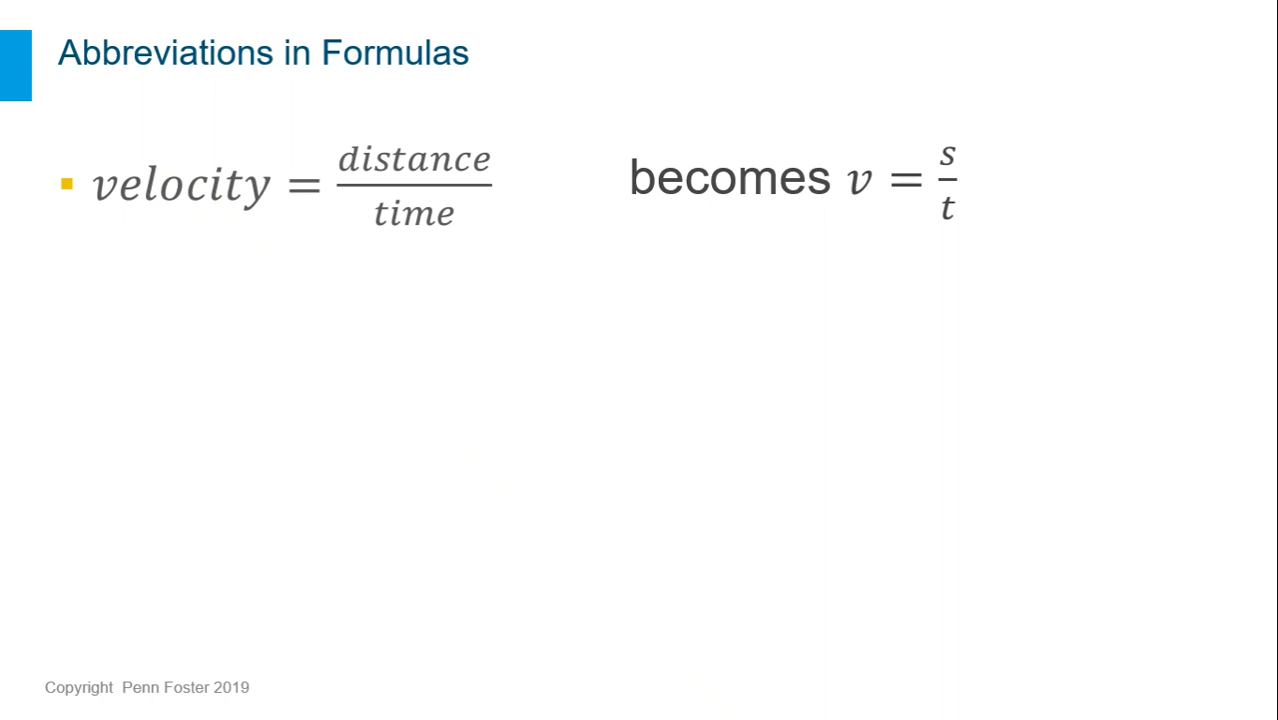 Abbreviations in Formulas
▪ velocity = distance/time becomes v = s/t
Copyright Penn Foster 2019